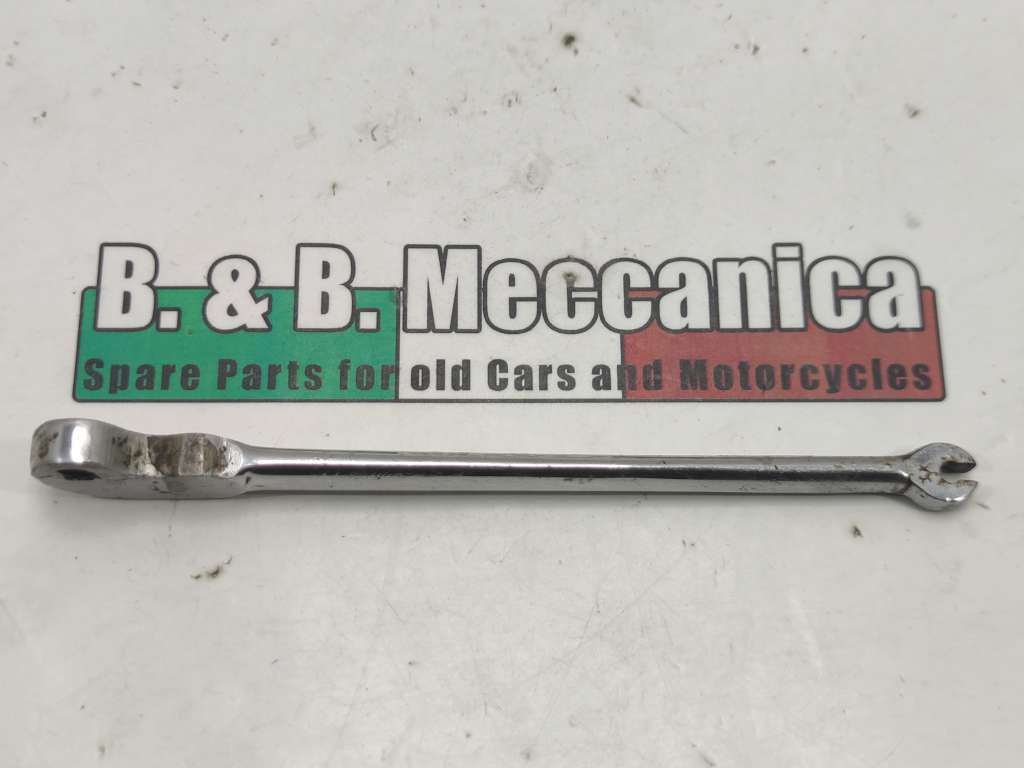 B. & B. Meccanica
Spare Parts for old Cars and Motorcycles